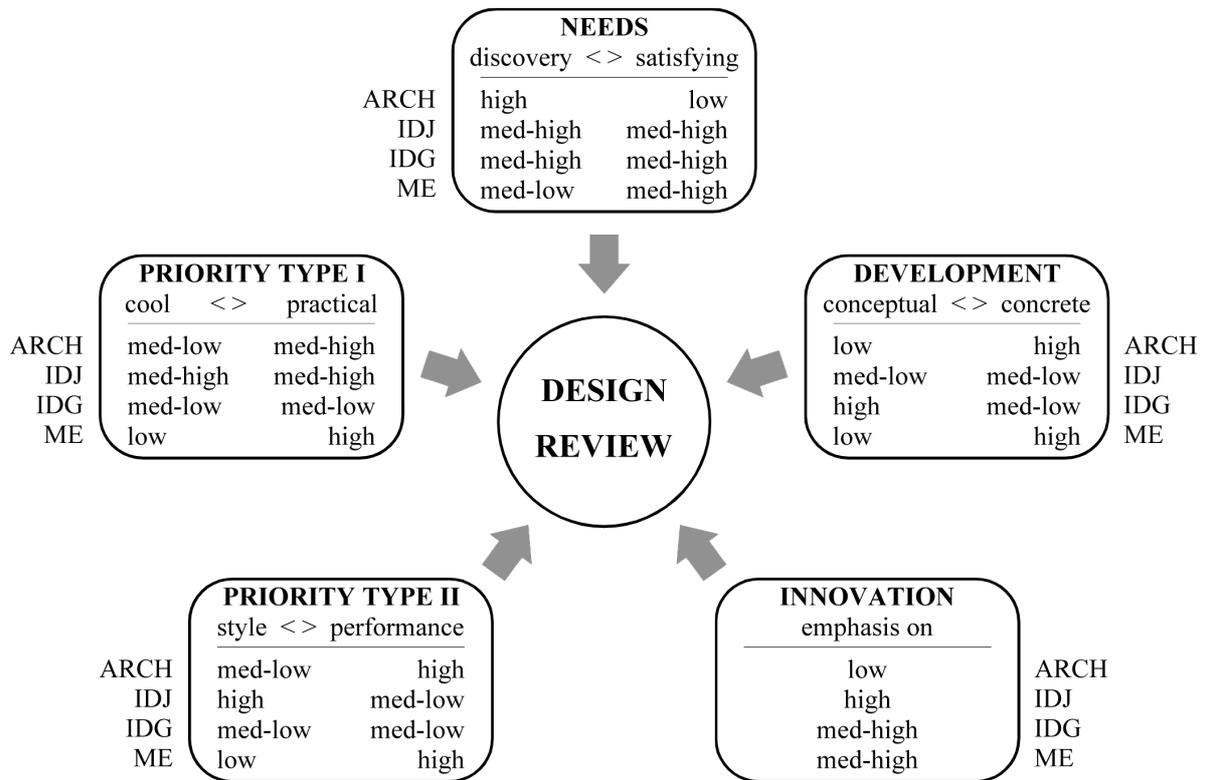 NEEDS
discovery < > satisfying
ARCH high low
IDJ med-high med-high
IDG med-high med-high
ME med-low med-high
PRIORITY TYPE I
cool < > practical
ARCH med-low med-high
IDJ med-high med-high
IDG med-low med-low
ME low high
DEVELOPMENT
conceptual < > concrete
low high ARCH
med-low med-low IDJ
high med-low IDG
low high ME
DESIGN
REVIEW
PRIORITY TYPE II
style < > performance
ARCH med-low high
IDJ high med-low
IDG med-low med-low
ME low high
INNOVATION
emphasis on
low ARCH
high IDJ
med-high IDG
med-high ME